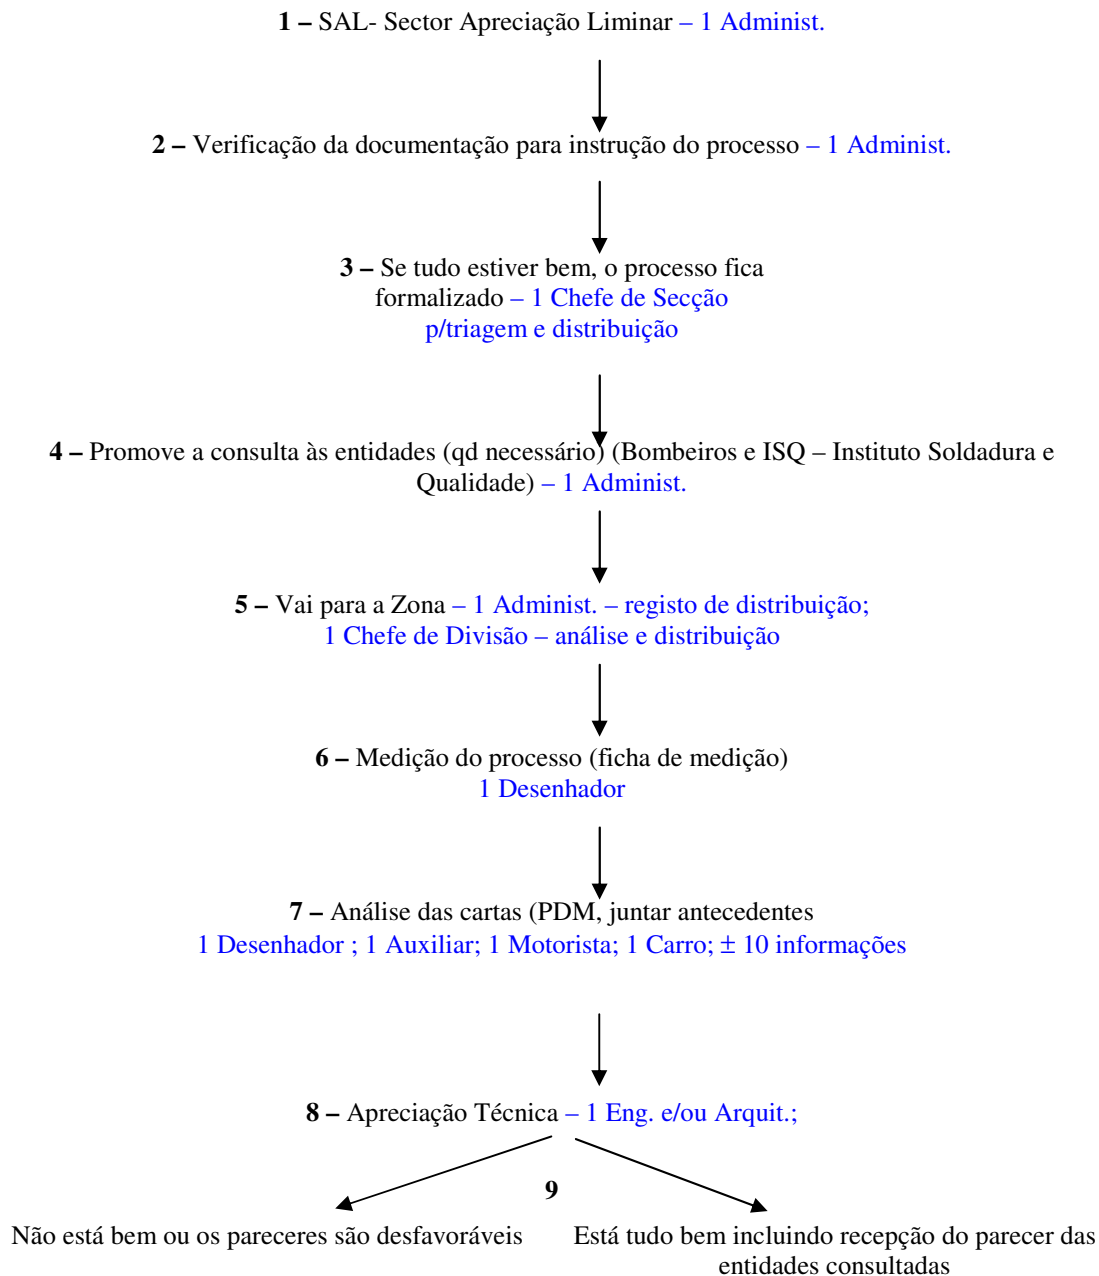 1 – SAL- Sector Apreciação Liminar – 1 Administ.
2 – Verificação da documentação para instrução do processo – 1 Administ.
3 – Se tudo estiver bem, o processo fica
formalizado – 1 Chefe de Secção
p/triagem e distribuição
4 – Promove a consulta às entidades (qd necessário) (Bombeiros e ISQ – Instituto Soldadura e
Qualidade) – 1 Administ.
5 – Vai para a Zona – 1 Administ. – registo de distribuição;
1 Chefe de Divisão – análise e distribuição
6 – Medição do processo (ficha de medição)
1 Desenhador
7 – Análise das cartas (PDM, juntar antecedentes
1 Desenhador ; 1 Auxiliar; 1 Motorista; 1 Carro; ± 10 informações
8 – Apreciação Técnica – 1 Eng. e/ou Arquit.;
9
Não está bem ou os pareceres são desfavoráveis
Está tudo bem incluindo recepção do parecer das
entidades consultadas